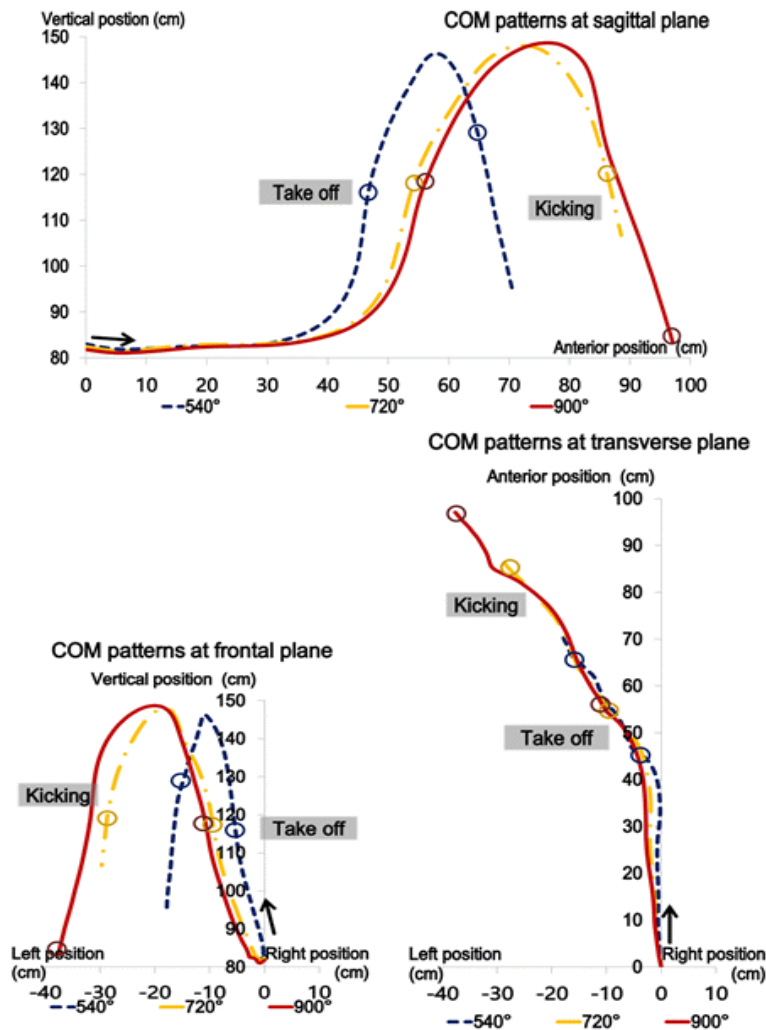 Vertical postion (cm)
COM patterns at sagittal plane
150
140
130
120
110
100
90
80
Take off
Kicking
Anterior position (cm)
0 10 20 30 40 50 60 70 80 90 100
540° 720° 900°
COM patterns at transverse plane
Anterior position (cm)
100
90
80
70
60
50
40
30
20
10
0
Kicking
Take off
Left position
(cm)
Right position
(cm)
-40 -30 -20 -10 0 10
540° 720° 900°
COM patterns at frontal plane
Vertical position (cm)
150
140
130
120
110
100
90
80
Kicking
Take off
Left position
(cm)
Right position
(cm)
-40 -30 -20 -10 0 10
540° 720° 900°